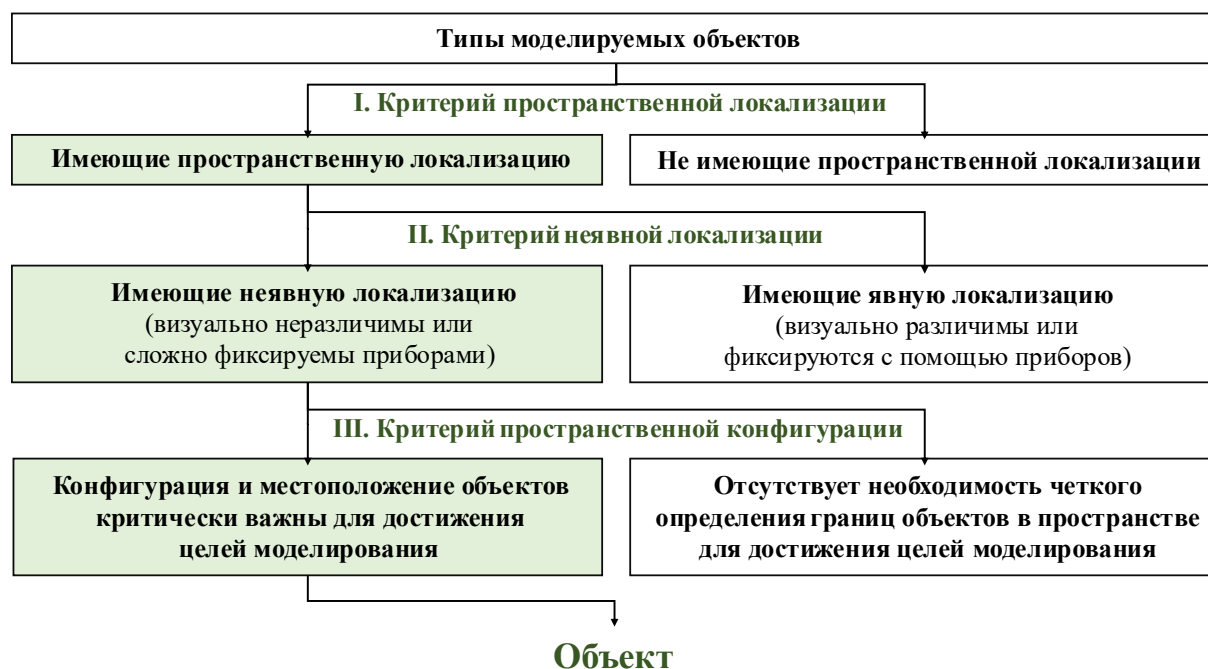 Типы моделируемых объектов
I. Критерий пространственной локализации
Имеющие пространственную локализацию
Не имеющие пространственной локализации
II. Критерий неявной локализации
Имеющие неявную локализацию
(визуально неразличимы или
сложно фиксируемы приборами)
Имеющие явную локализацию
(визуально различимы или
фиксируются с помощью приборов)
III. Критерий пространственной конфигурации
Конфигурация и местоположение объектов
критически важны для достижения
целей моделирования
Отсутствует необходимость четкого
определения границ объектов в пространстве
для достижения целей моделирования
Объект